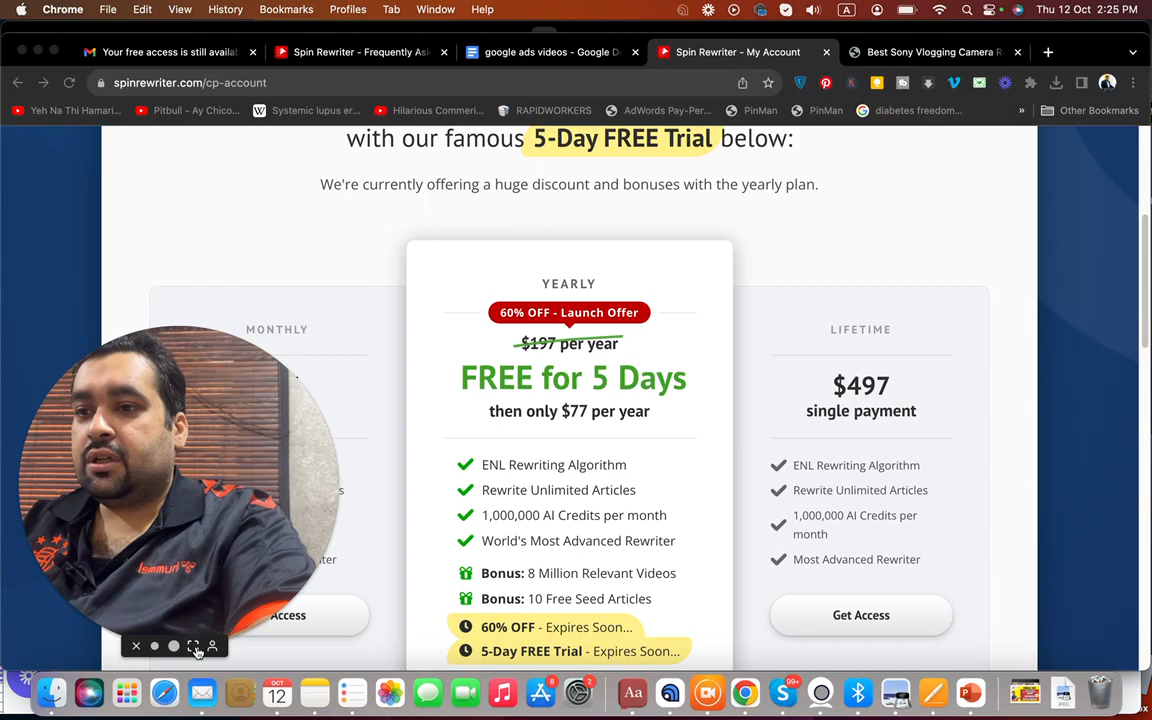 Chrome File Edit View History Bookmarks Profiles Tab Window Help A Thu 12 Oct 2:25 PM
Your free access is still availa Spin Rewriter - Frequently Ask google ads videos - Google D Spin Rewriter - My Account Best Sony Vlogging Camera R
spinrewriter.com/cp-account
Yeh Na Thi Hamari... Pitbull - Ay Chico... Systemic lupus er... Hilarious Commeri... RAPIDWORKERS AdWords Pay-Per... PinMan PinMan diabetes freedom... » Other Bookmarks
with our famous 5-Day FREE Trial below:
We're currently offering a huge discount and bonuses with the yearly plan.
YEARLY
60% OFF - Launch Offer
$197 per year
FREE for 5 Days
then only $77 per year
ENL Rewriting Algorithm
Rewrite Unlimited Articles
1,000,000 AI Credits per month
World's Most Advanced Rewriter
Bonus: 8 Million Relevant Videos
Bonus: 10 Free Seed Articles
60% OFF - Expires Soon...
5-Day FREE Trial - Expires Soon...
MONTHLY
Access
LIFETIME
$497
single payment
ENL Rewriting Algorithm
Rewrite Unlimited Articles
1,000,000 AI Credits per
month
Most Advanced Rewriter
Get Access
OCT
12
8
2
Aa
99+